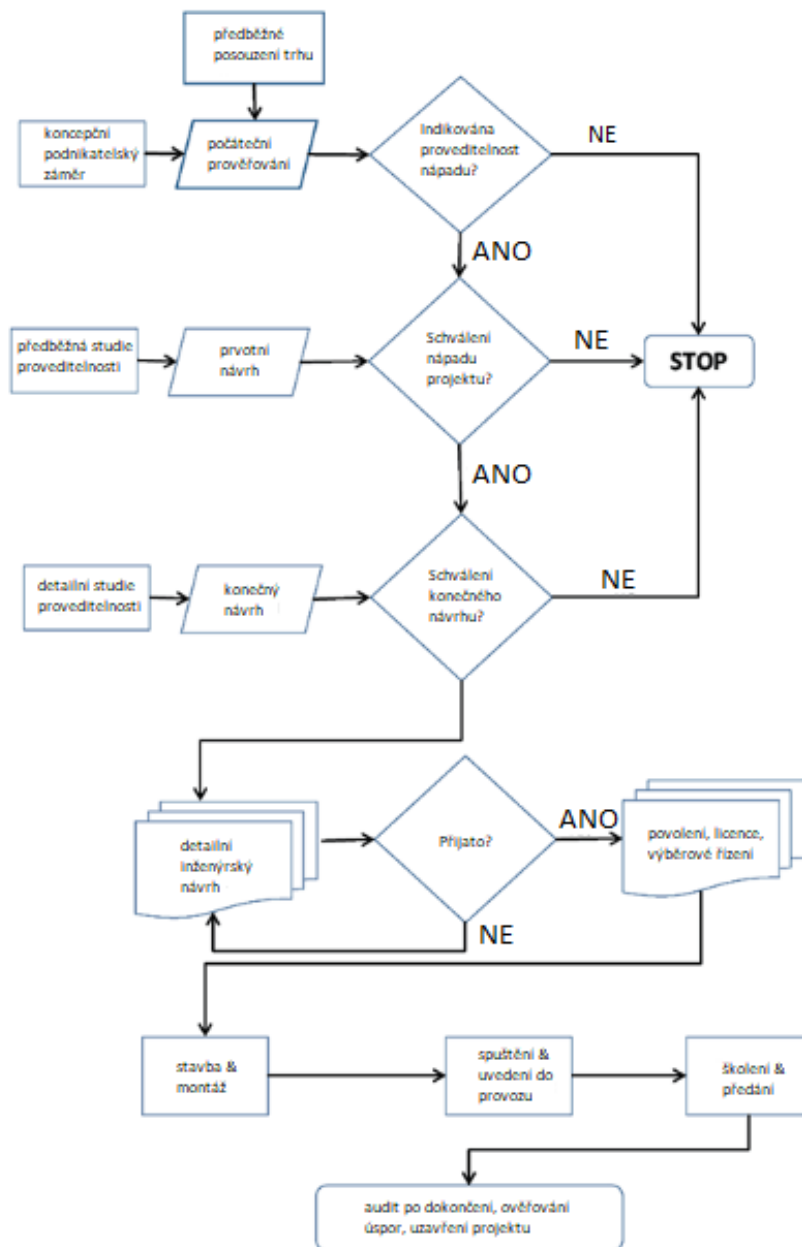 předběžné
posouzení trhu
koncepční
podnikatelský
záměr
počáteční
prověřování
Indikována
proveditelnost
nápadu?
NE
ANO
předběžná studie
proveditelnosti
prvotní
návrh
Schválení
nápadu
projektu?
NE
STOP
ANO
detailní studie
proveditelnosti
konečný
návrh
Schválení
konečného
návrhu?
NE
detailní
inženýrský
návrh
Přijato?
ANO
povolení, licence,
výběrové řízení
NE
stavba &
montáž
spuštění &
uvedení do
provozu
školení &
předání
audit po dokončení, ověřování
úspor, uzavření projektu